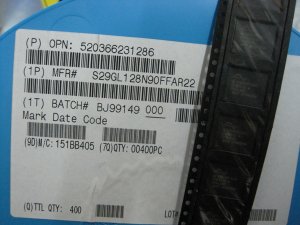 (P) OPN: 520366231286
(1P) MFR# S29GL128N90FFAR22
(1T) BATCH# BJ99149 000
Mark Date Code
(9D)M/C: 151BB405 (7Q)QTY: 00400PC
(Q)TTL QTY: 400 LOT#